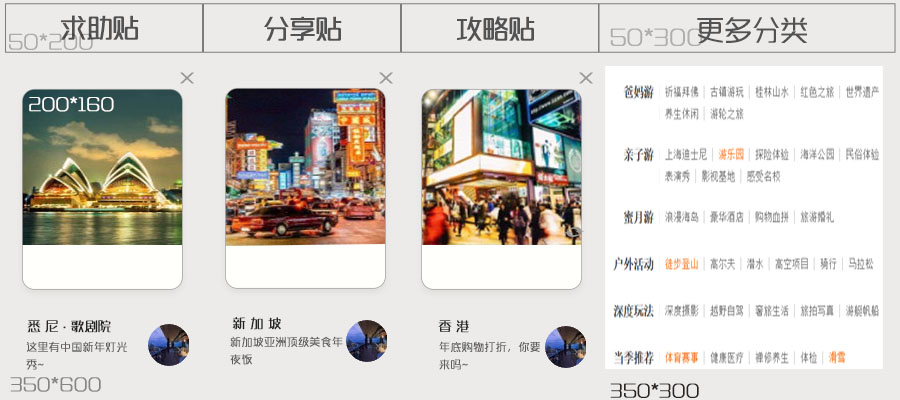 求助贴
分享贴
攻略贴
更多分类
50*200
50*300
200*160
悉尼·歌剧院
这里有中国新年灯光
秀~
新加坡
新加坡亚洲顶级美食年
夜饭
香港
年底购物打折，你要
来吗~
350*600
爸妈游 祈福拜佛 | 古镇游玩 | 桂林山水 | 红色之旅 | 世界遗产
养生休闲 | 游轮之旅
亲子游 上海迪士尼 | 游乐园 | 探险体验 | 海洋公园 | 民俗体验
表演秀 | 影视基地 | 感受名校
蜜月游 浪漫海岛 | 豪华酒店 | 购物血拼 | 旅游婚礼
户外活动 徒步登山 | 高尔夫 | 潜水 | 高空项目 | 骑行 | 马拉松
深度玩法 深度摄影 | 越野自驾 | 奢旅生活 | 旅拍写真 | 游艇帆船
当季推荐 体育赛事 | 健康医疗 | 禅修养生 | 体检 | 滑雪
350*300